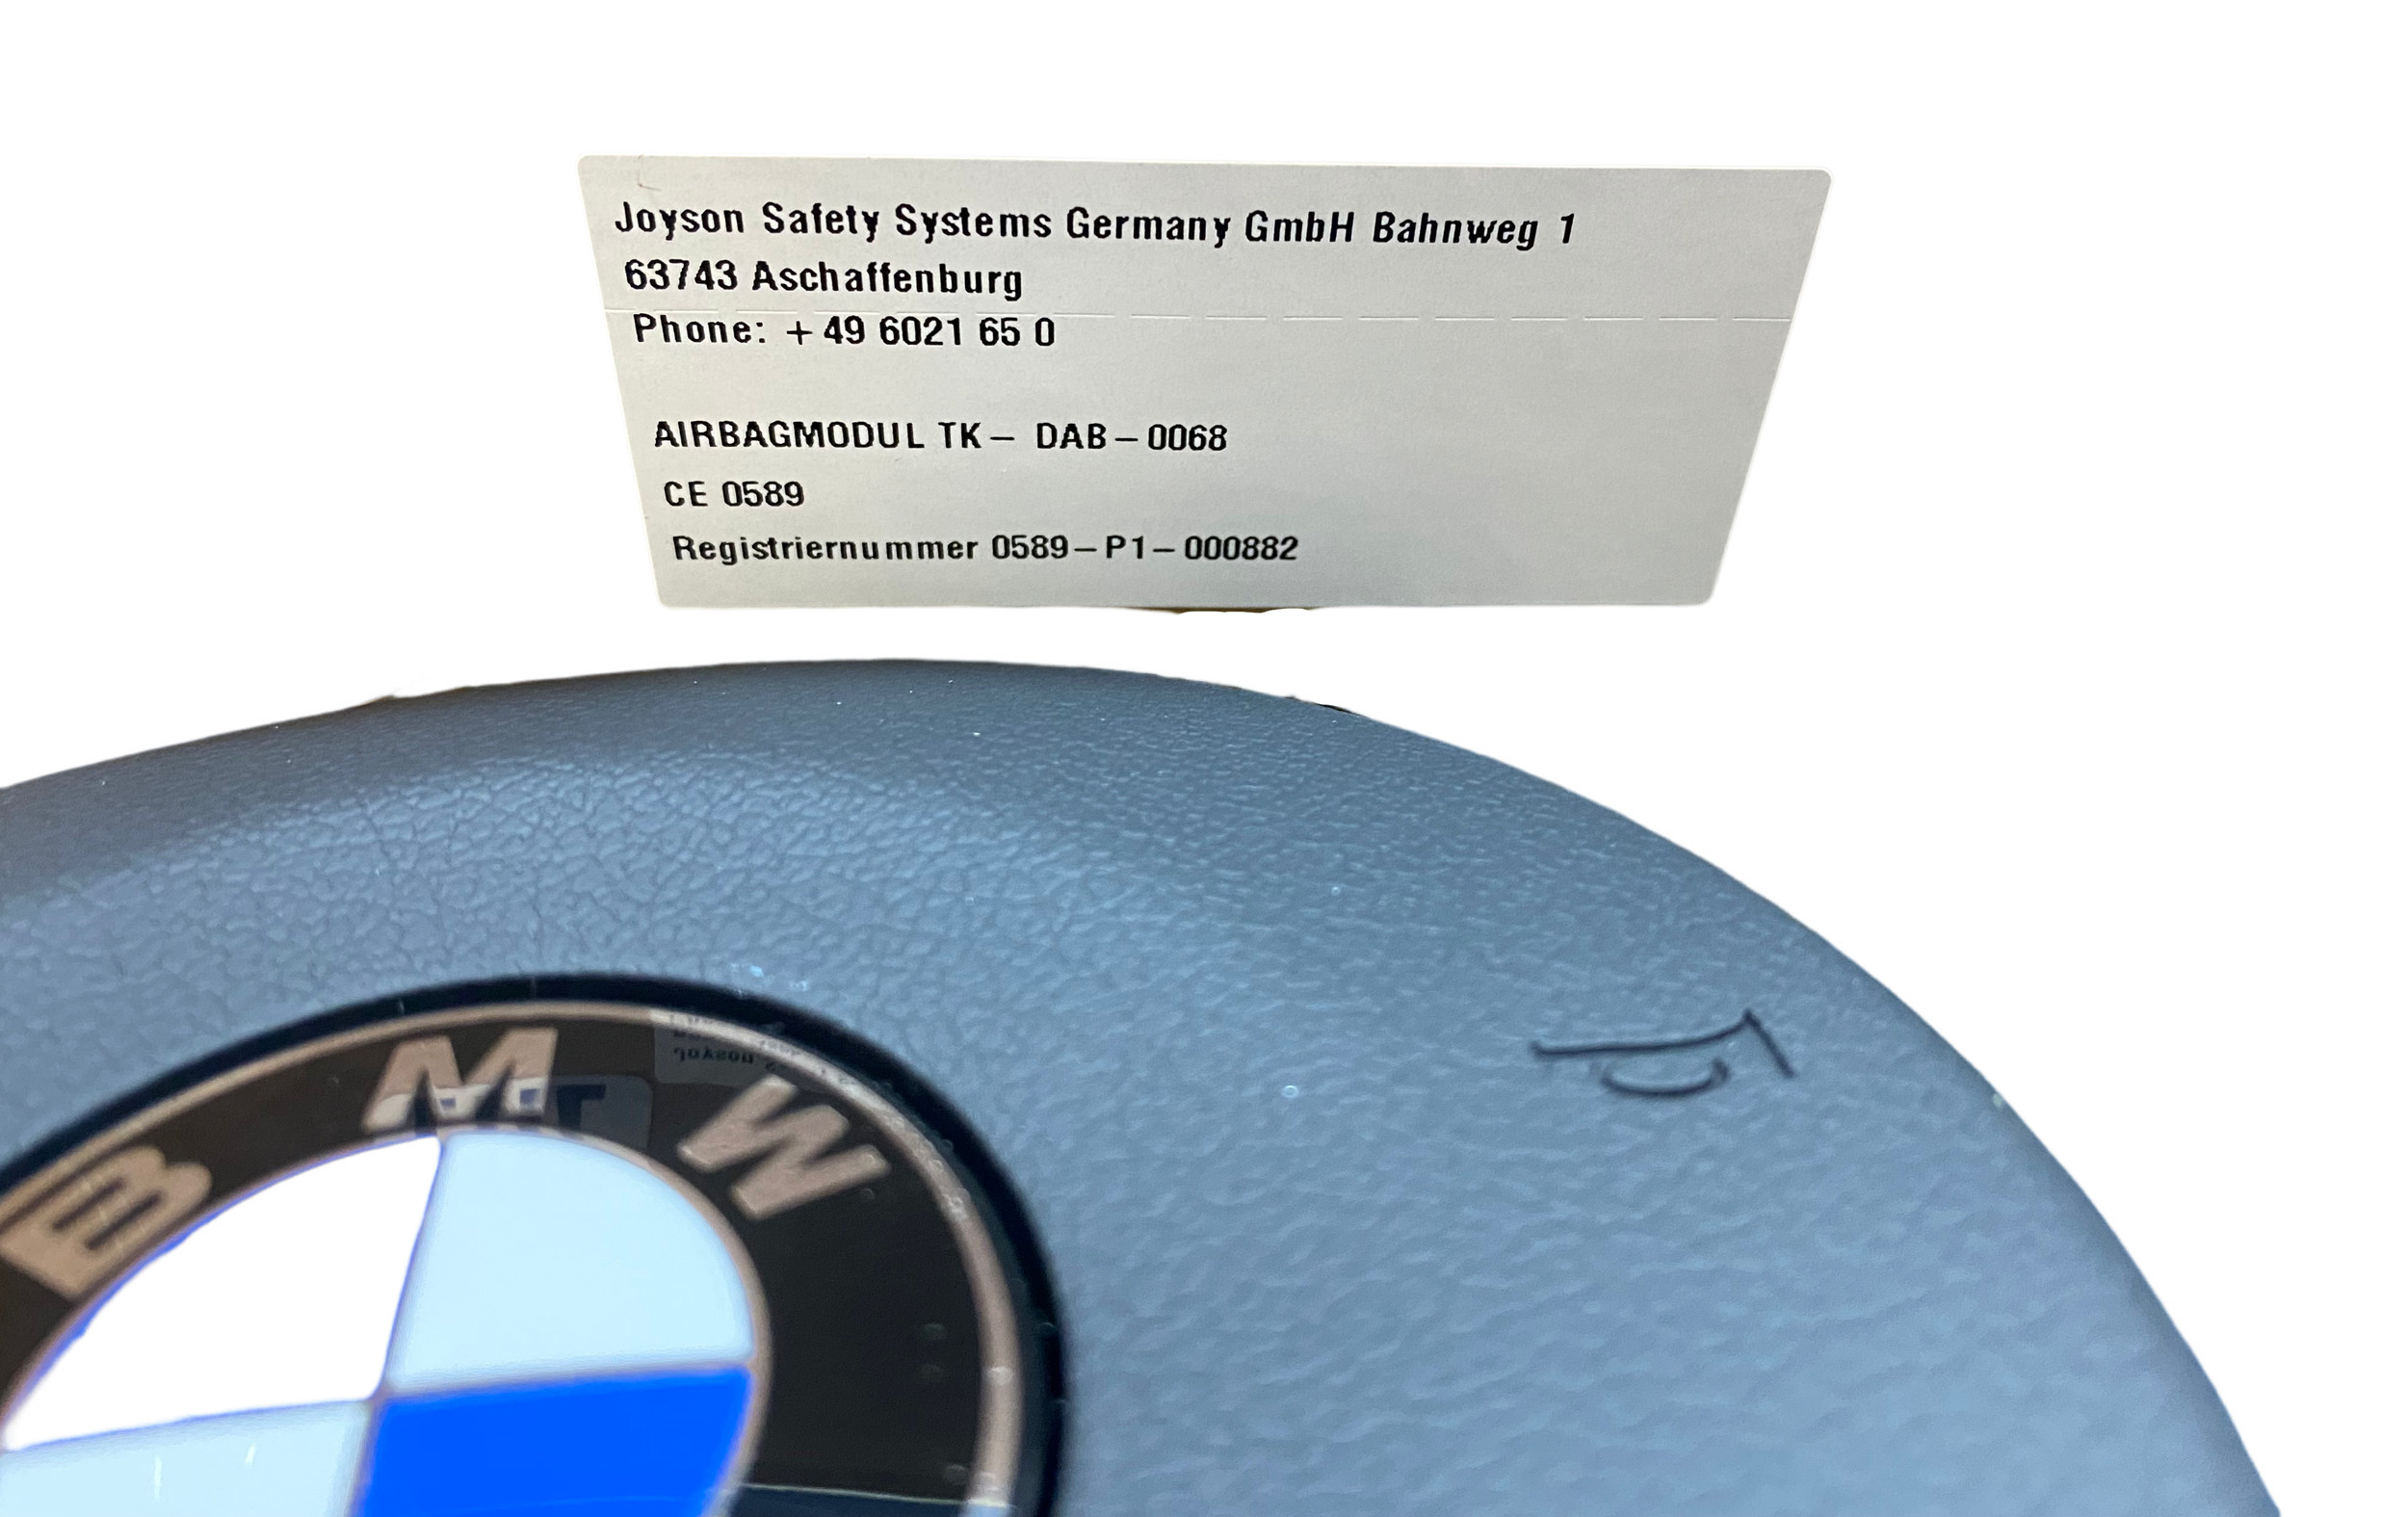 Joyson Safety Systems Germany GmbH Bahnweg 1
63743 Aschaffenburg
Phone: + 49 6021 65 0
AIRBAGMODUL TK – DAB – 0068
CE 0589
Registriernummer 0589 – P1 – 000882
BMW